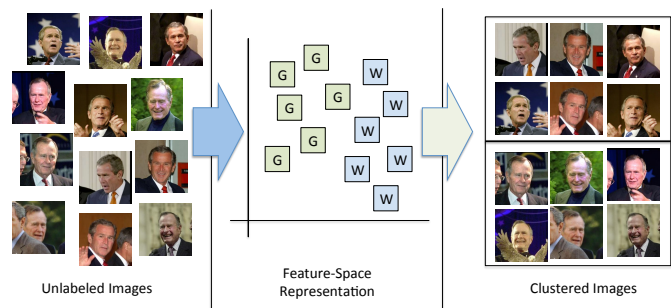 G
G
W
G
G
W
G
W
G
W
W
W
Unlabeled Images
Feature-Space
Representation
Clustered Images